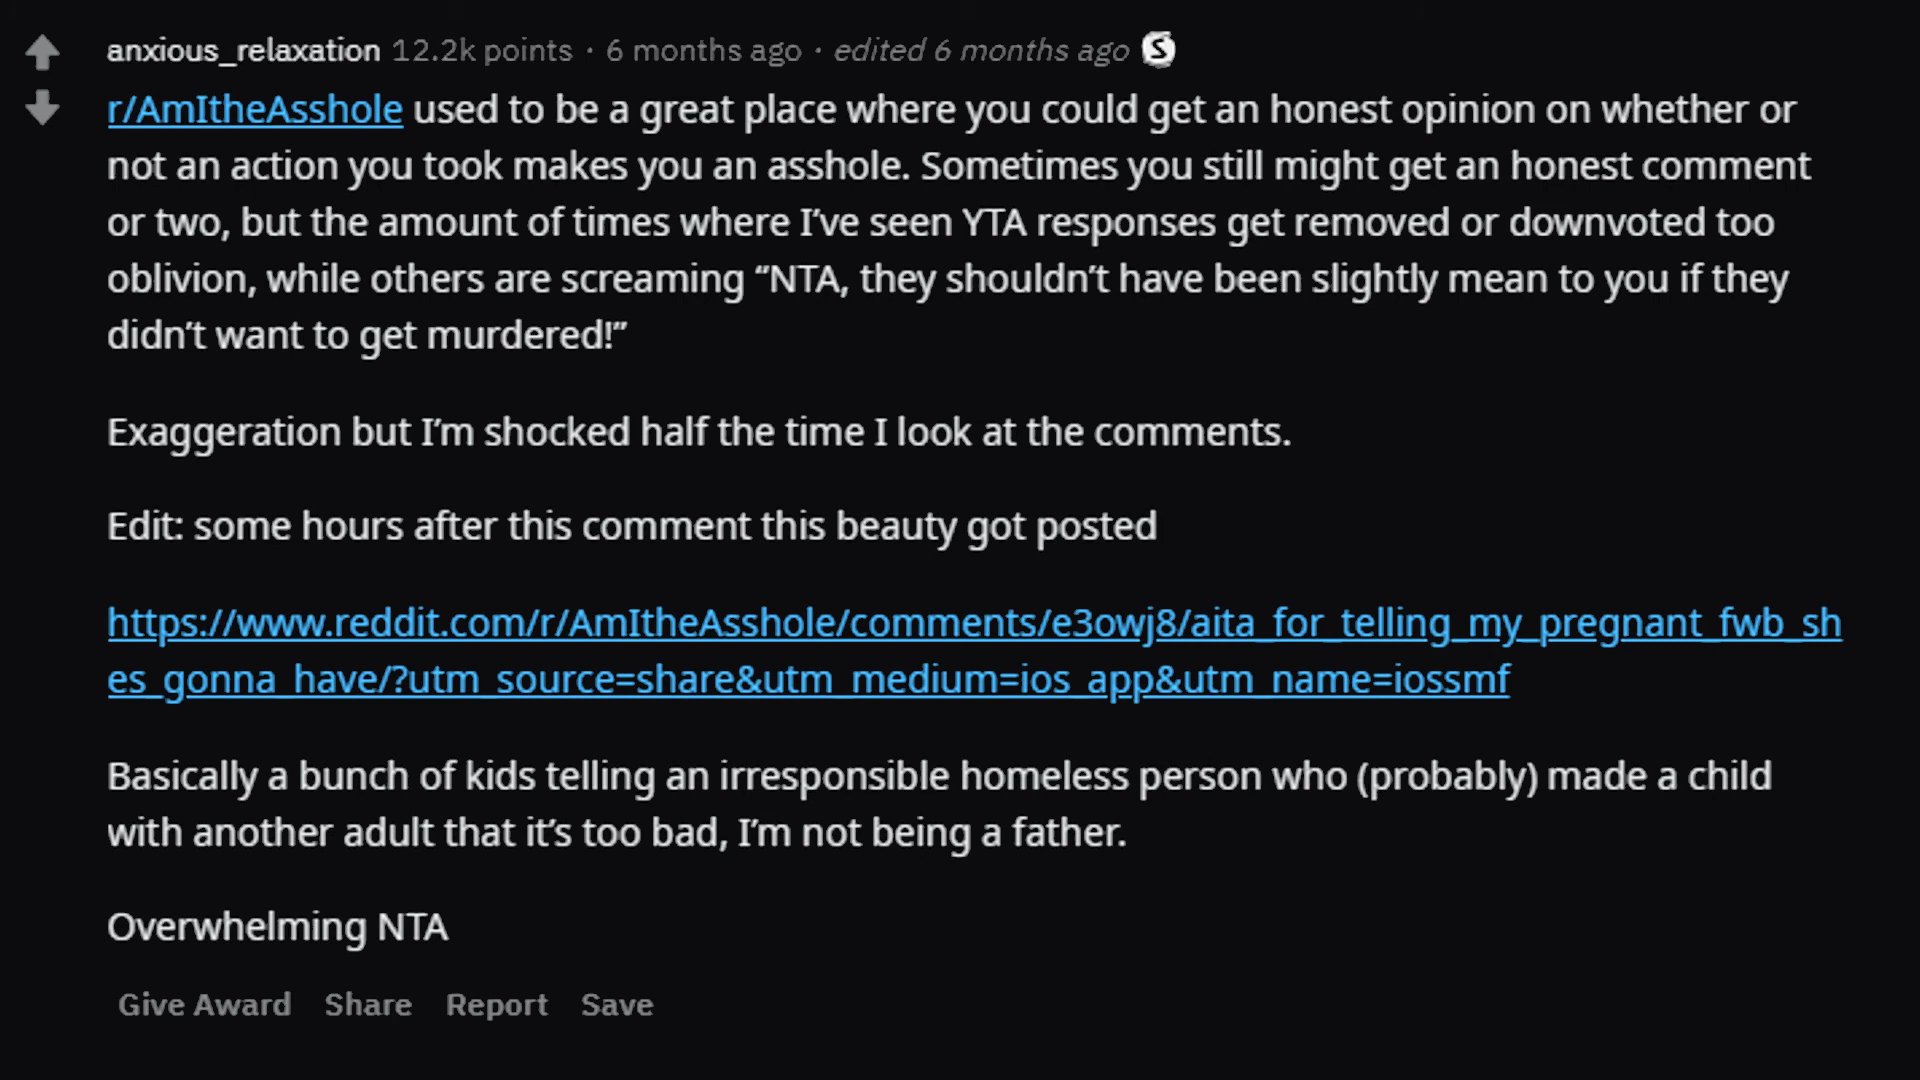 anxious_relaxation 12.2k points · 6 months ago · edited 6 months ago S
r/AmItheAsshole used to be a great place where you could get an honest opinion on whether or
not an action you took makes you an asshole. Sometimes you still might get an honest comment
or two, but the amount of times where I’ve seen YTA responses get removed or downvoted too
oblivion, while others are screaming “NTA, they shouldn’t have been slightly mean to you if they
didn’t want to get murdered!”
Exaggeration but I’m shocked half the time I look at the comments.
Edit: some hours after this comment this beauty got posted
https://www.reddit.com/r/AmItheAsshole/comments/e3owj8/aita_for_telling_my_pregnant_fwb_sh
es_gonna_have/?utm_source=share&utm_medium=ios_app&utm_name=iossmf
Basically a bunch of kids telling an irresponsible homeless person who (probably) made a child
with another adult that it’s too bad, I’m not being a father.
Overwhelming NTA
Give Award Share Report Save